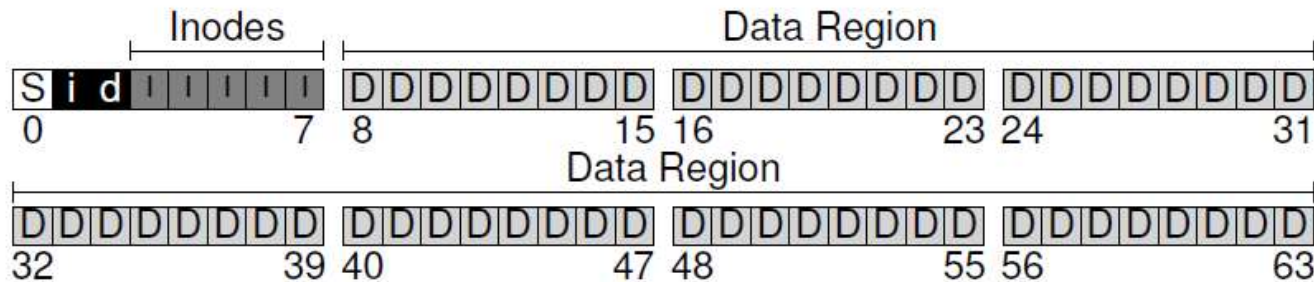 Inodes Data Region
S i d I I I I I D D D D D D D D D D D D D D D D D D D D D D D D
0 7 8 15 16 23 24 31
Data Region
D D D D D D D D D D D D D D D D D D D D D D D D D D D D D D D D
32 39 40 47 48 55 56 63